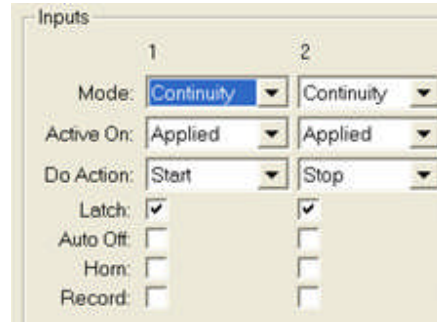 Inputs
1 2
Mode: Continuity Continuity
Active On: Applied Applied
Do Action: Start Stop
Latch:
Auto Off:
Horn:
Record: